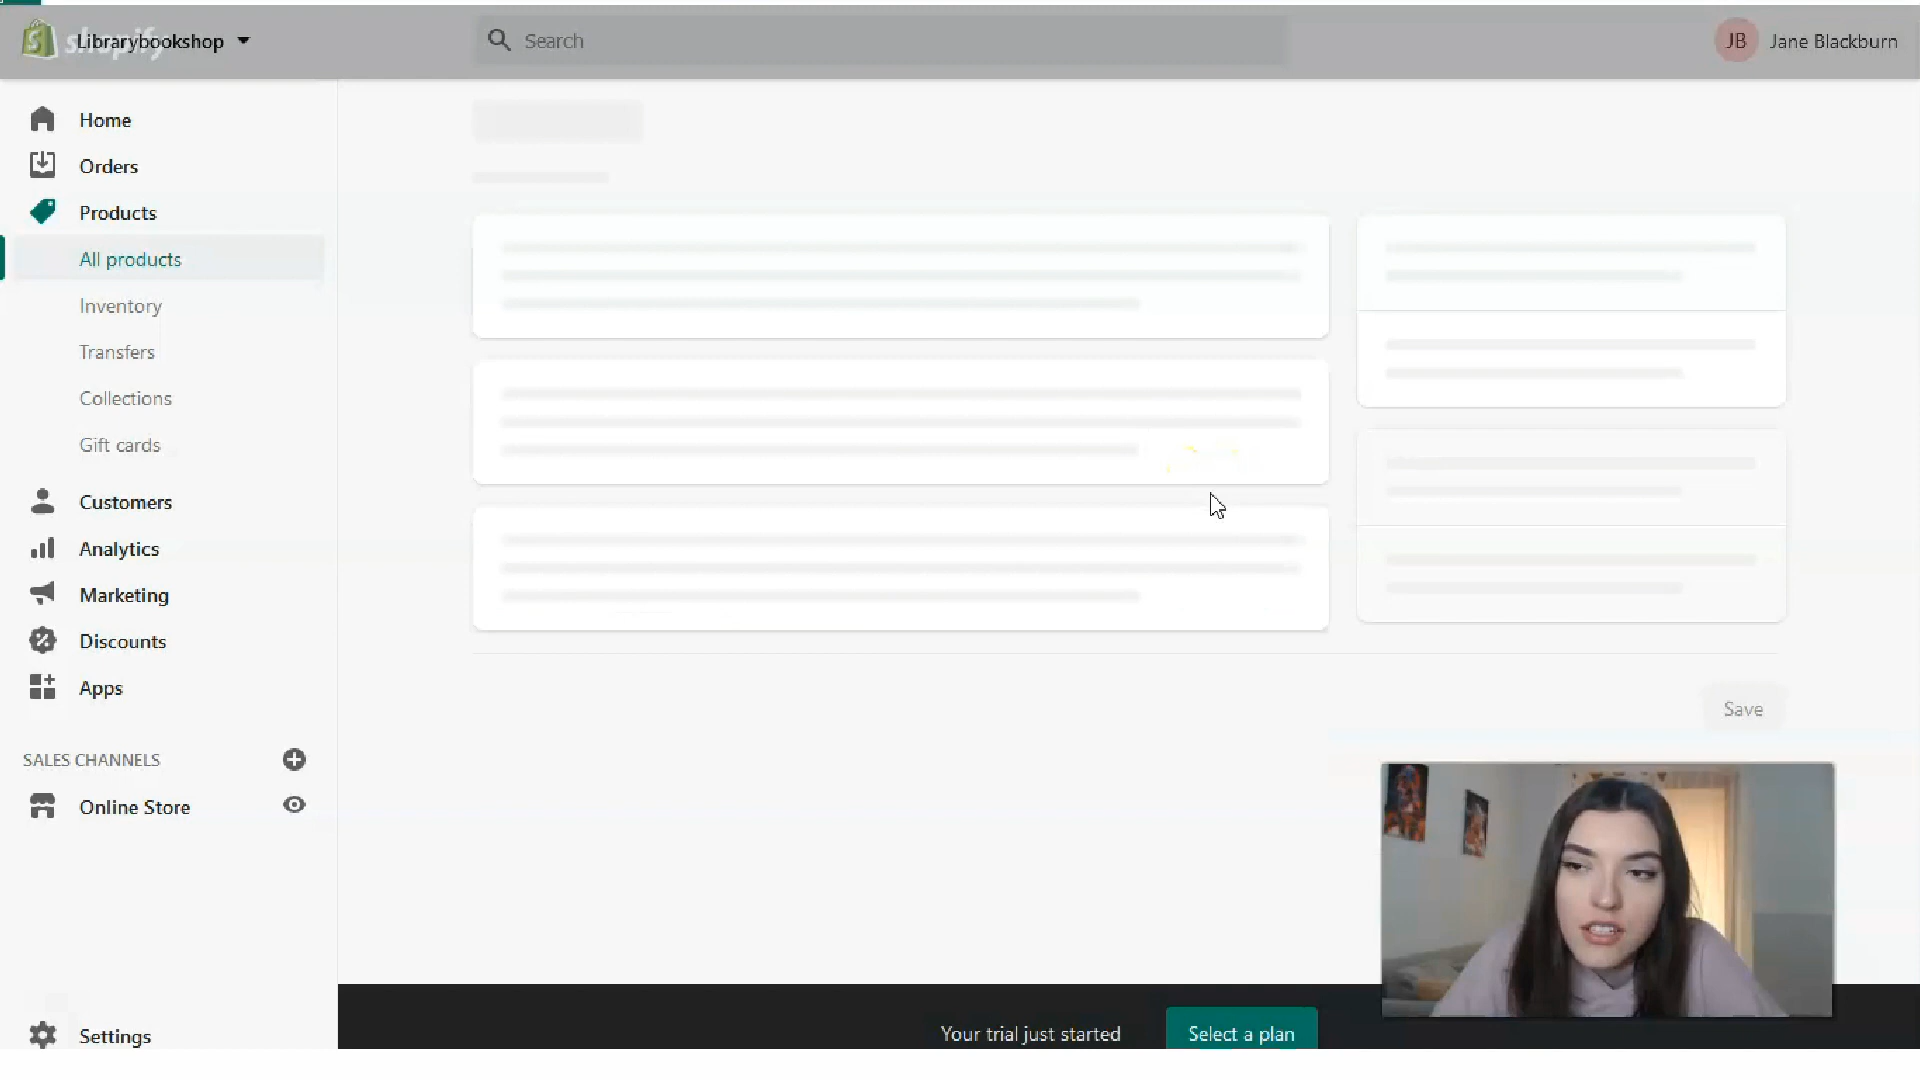 shopify
Librarybookshop
Search
JB
Jane Blackburn
Home
Orders
Products
All products
Inventory
Transfers
Collections
Gift cards
Customers
Analytics
Marketing
Discounts
Apps
SALES CHANNELS
Online Store
Settings
Save
Your trial just started
Select a plan